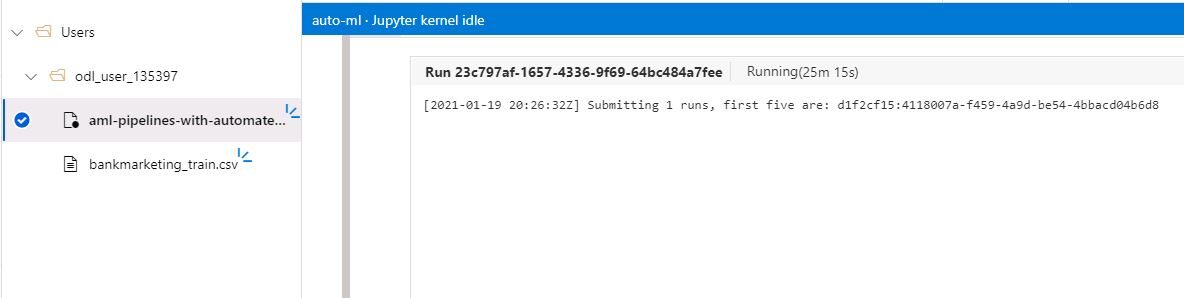 Users
odl_user_135397
aml-pipelines-with-automate...
bankmarketing_train.csv
auto-ml · Jupyter kernel idle
Run 23c797af-1657-4336-9f69-64bc484a7fee Running(25m 15s)
[2021-01-19 20:26:32Z] Submitting 1 runs, first five are: d1f2cf15:4118007a-f459-4a9d-be54-4bbacd04b6d8